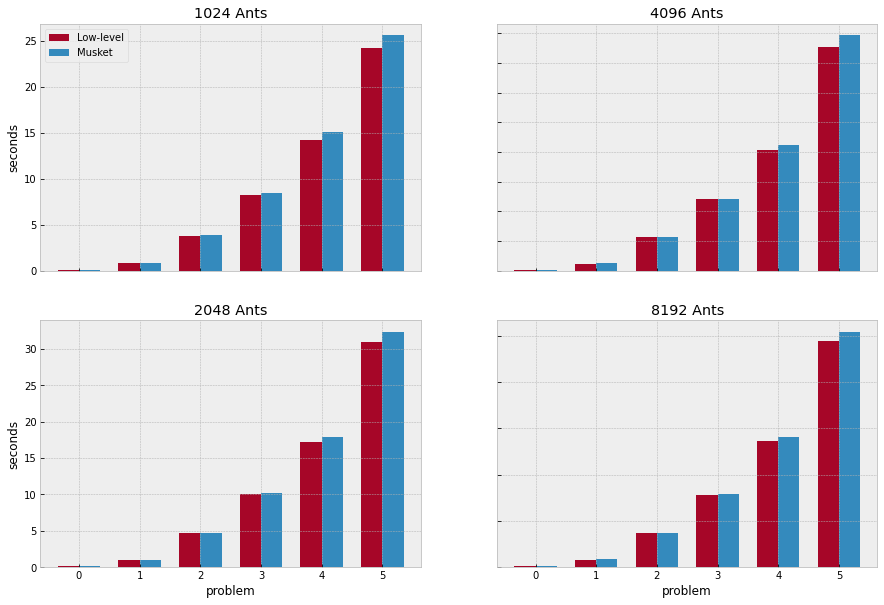 1024 Ants
4096 Ants
Low-level
Musket
25
20
15
10
5
0
seconds
2048 Ants
8192 Ants
30
25
20
15
10
5
0
seconds
0 1 2 3 4 5
0 1 2 3 4 5
problem
problem